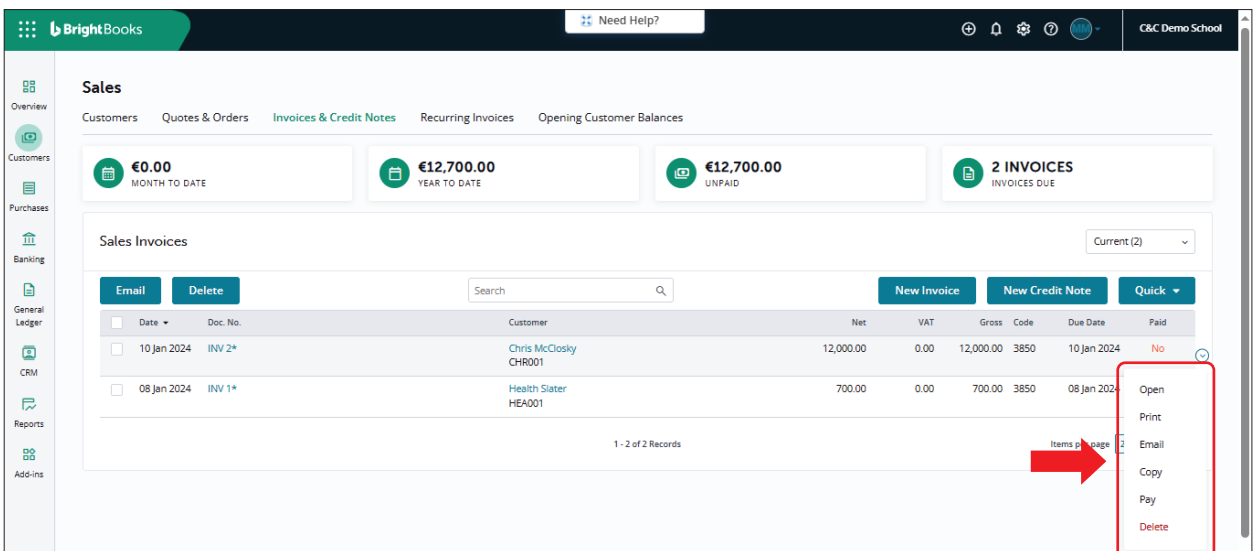 BrightBooks
Need Help?
MM
C&C Demo School
Overview
Customers
Purchases
Banking
General
Ledger
CRM
Reports
Add-ins
Sales
Customers Quotes & Orders Invoices & Credit Notes Recurring Invoices Opening Customer Balances
€0.00
MONTH TO DATE
€12,700.00
YEAR TO DATE
€12,700.00
UNPAID
2 INVOICES
INVOICES DUE
Sales Invoices
Current (2)
Email Delete Search New Invoice New Credit Note Quick
Date Doc. No. Customer Net VAT Gross Code Due Date Paid
10 Jan 2024 INV 2* Chris McClosky 12,000.00 0.00 12,000.00 3850 10 Jan 2024 No
CHR001
08 Jan 2024 INV 1* Health Slater 700.00 0.00 700.00 3850 08 Jan 2024
HEA001
1 - 2 of 2 Records
Items per page 2
Open
Print
Email
Copy
Pay
Delete